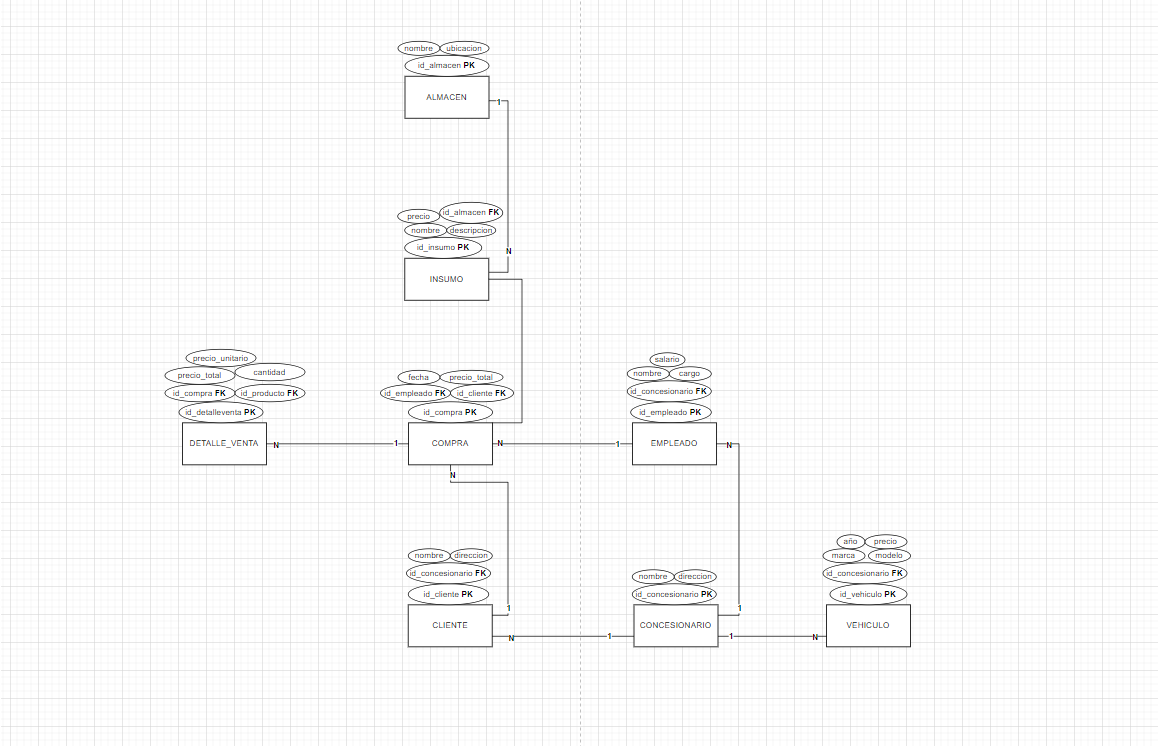 nombre ubicacion
id_almacen PK
ALMACEN
1
precio id_almacen FK
nombre descripcion
id_insumo PK
N
INSUMO
precio_unitario
precio_total cantidad
id_compra FK id_producto FK
id_detalleventa PK
DETALLE_VENTA
N
1
fecha precio_total
id_empleado FK id_cliente FK
id_compra PK
COMPRA
N
N
1
salario
nombre cargo
id_concesionario FK
id_empleado PK
EMPLEADO
N
nombre direccion
id_concesionario FK
id_cliente PK
1
CLIENTE
N
1
nombre direccion
id_concesionario PK
1
CONCESIONARIO
1
N
año precio
marca modelo
id_concesionario FK
id_vehiculo PK
VEHICULO